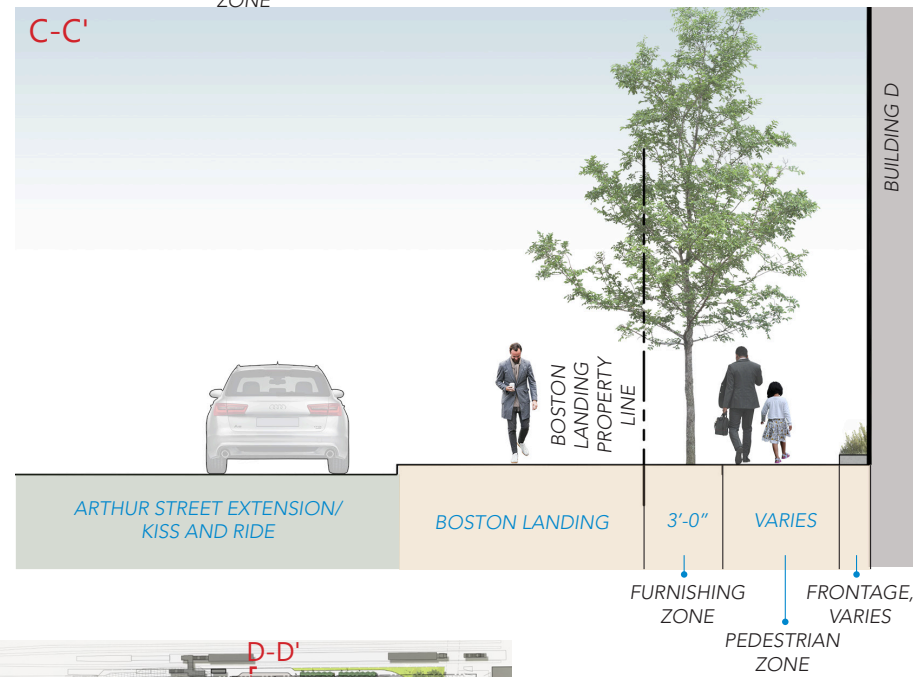 ZONE
C-C'
BUILDING D
BOSTON
LANDING
PROPERTY
LINE
ARTHUR STREET EXTENSION/
KISS AND RIDE
BOSTON LANDING
3'-0"
VARIES
FURNISHING
ZONE
PEDESTRIAN
ZONE
FRONTAGE,
VARIES
D-D'